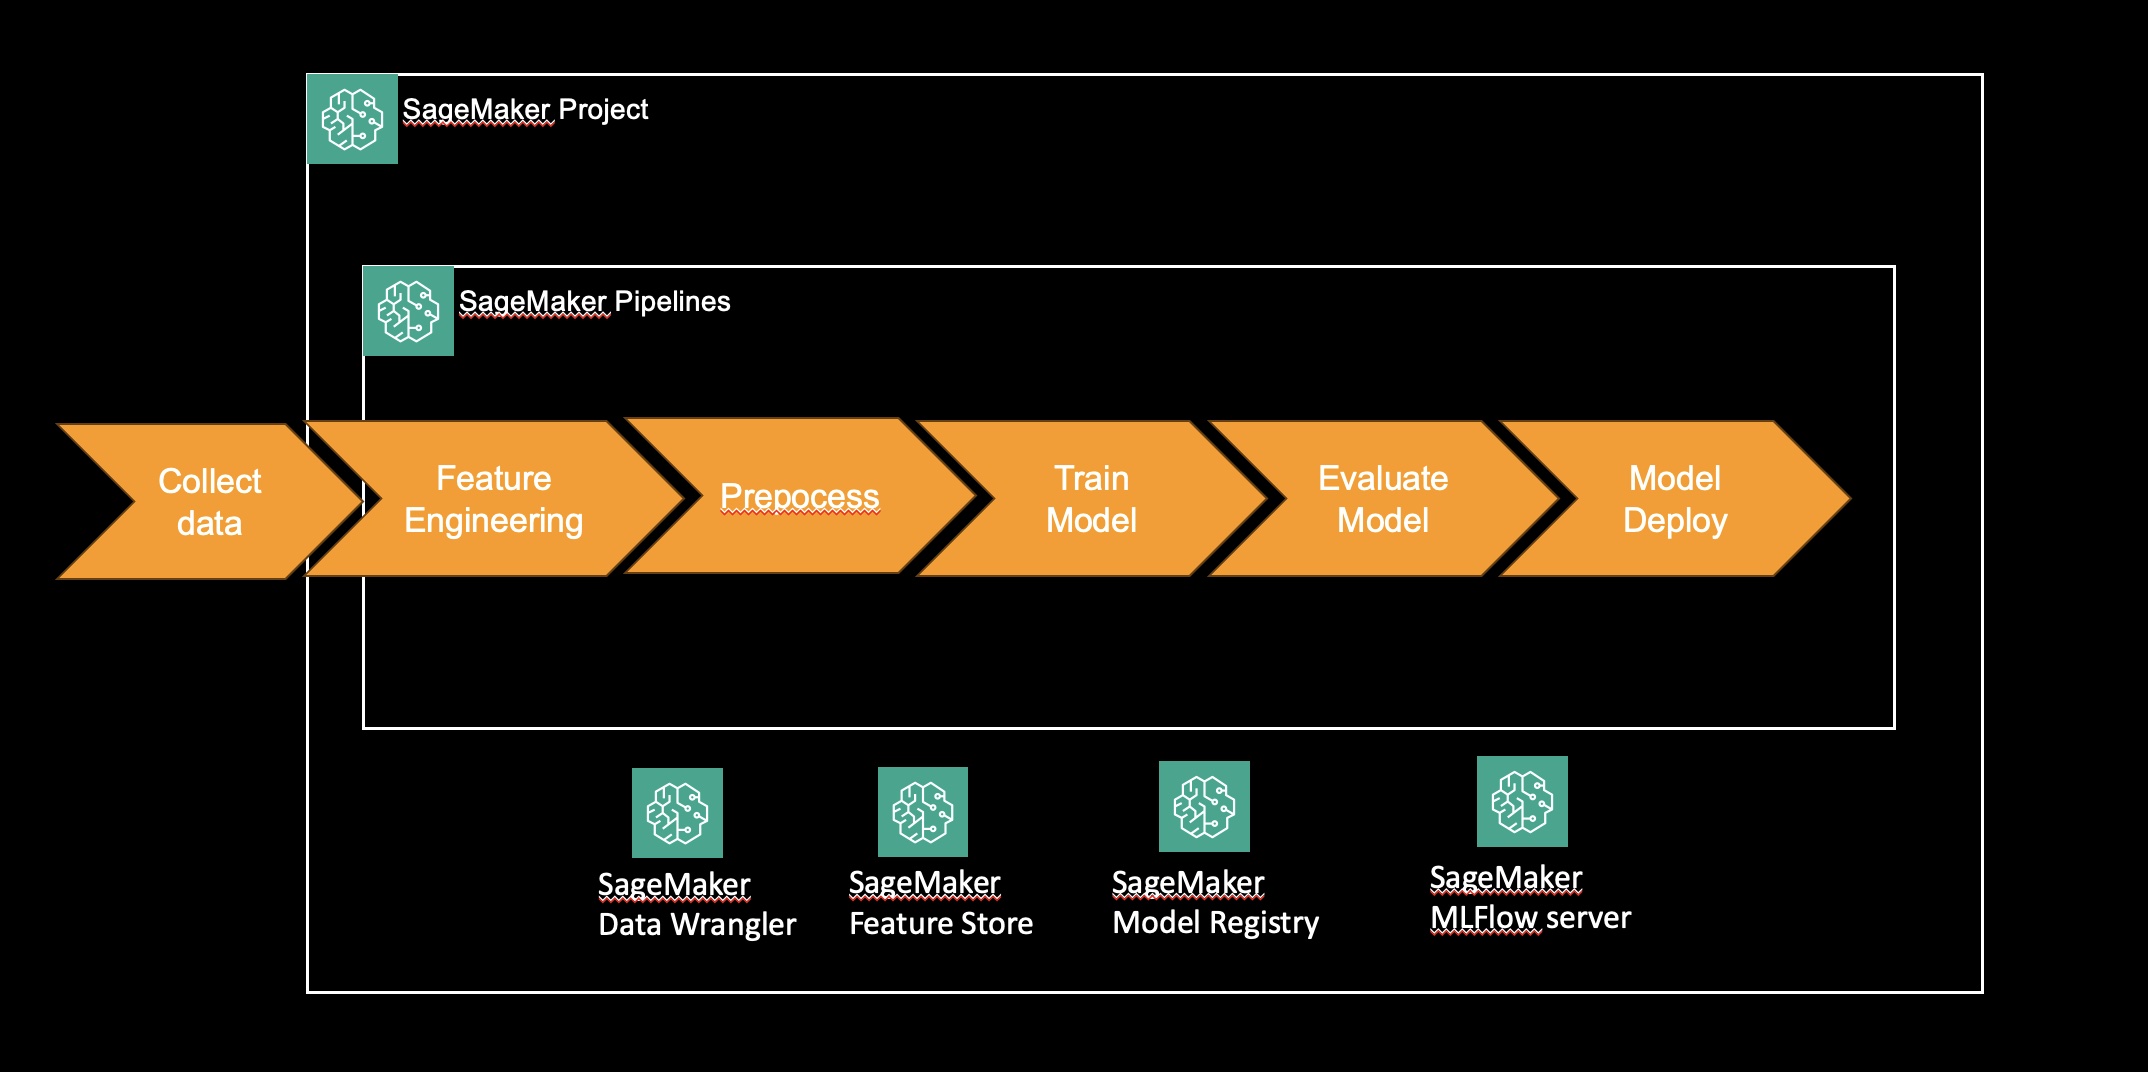 SageMaker Project
SageMaker Pipelines
Collect
data
Feature
Engineering
Prepocess
Train
Model
Evaluate
Model
Model
Deploy
SageMaker
Data Wrangler
SageMaker
Feature Store
SageMaker
Model Registry
SageMaker
MLFlow server